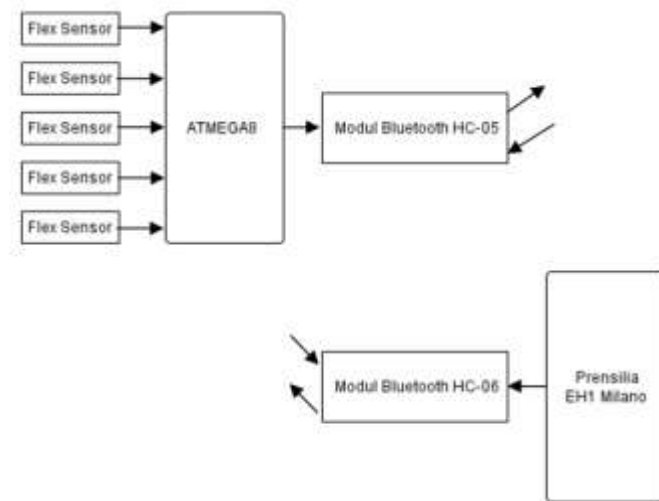 Flex Sensor
Flex Sensor
Flex Sensor
Flex Sensor
Flex Sensor
ATMEGA8
Modul Bluetooth HC-05
Modul Bluetooth HC-06
Prensilia
EH1 Milano